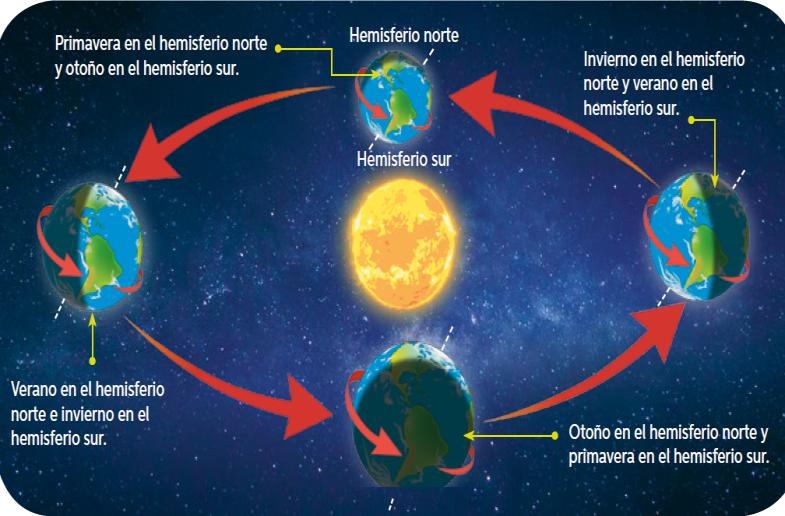 Primavera en el hemisferio norte
y otoño en el hemisferio sur.
Hemisferio norte
Hemisferio sur
Invierno en el hemisferio
norte y verano en el
hemisferio sur.
Verano en el hemisferio
norte e invierno en el
hemisferio sur.
Otoño en el hemisferio norte y
primavera en el hemisferio sur.